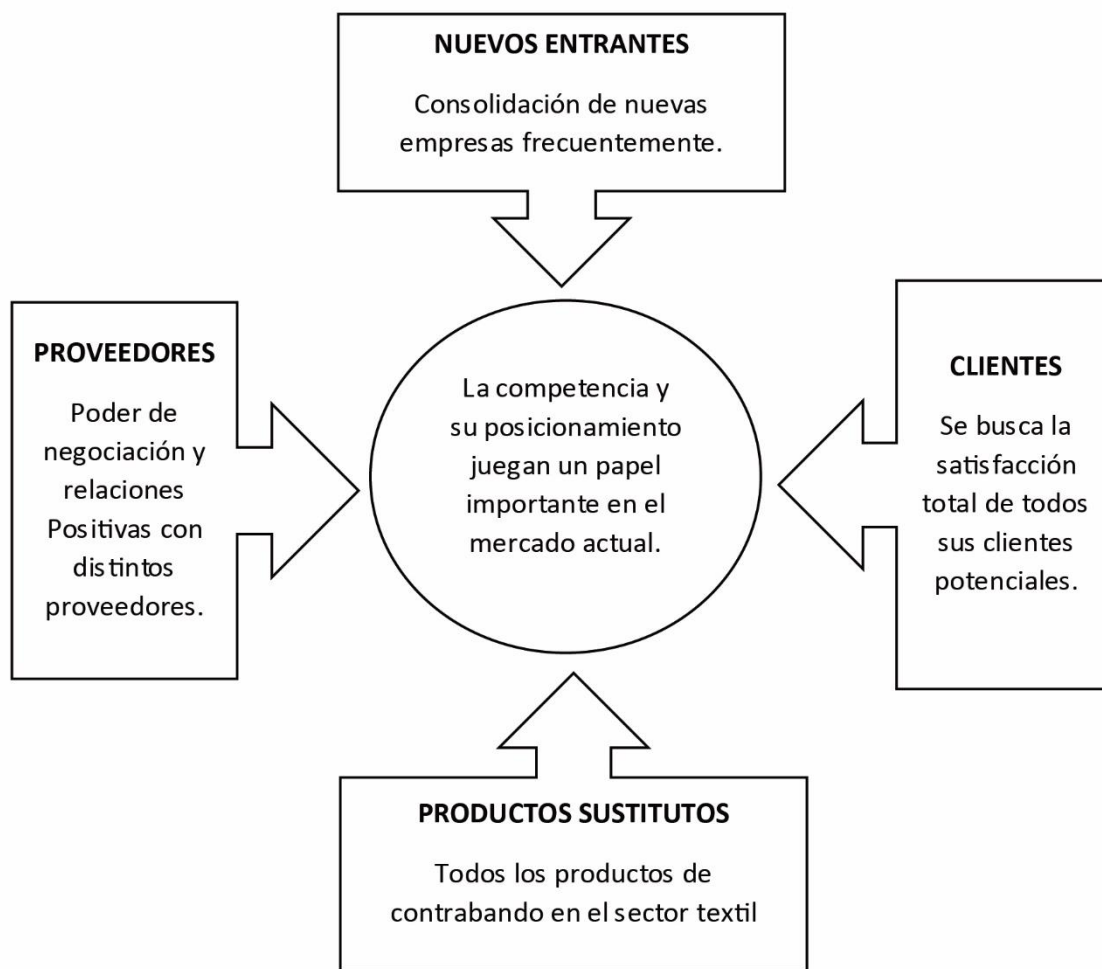 NUEVOS ENTRANTES
Consolidación de nuevas
empresas frecuentemente.
PROVEEDORES
Poder de
negociación y
relaciones
Positivas con
distintos
proveedores.
La competencia y
su posicionamiento
juegan un papel
importante en el
mercado actual.
CLIENTES
Se busca la
satisfacción
total de todos
sus clientes
potenciales.
PRODUCTOS SUSTITUTOS
Todos los productos de
contrabando en el sector textil